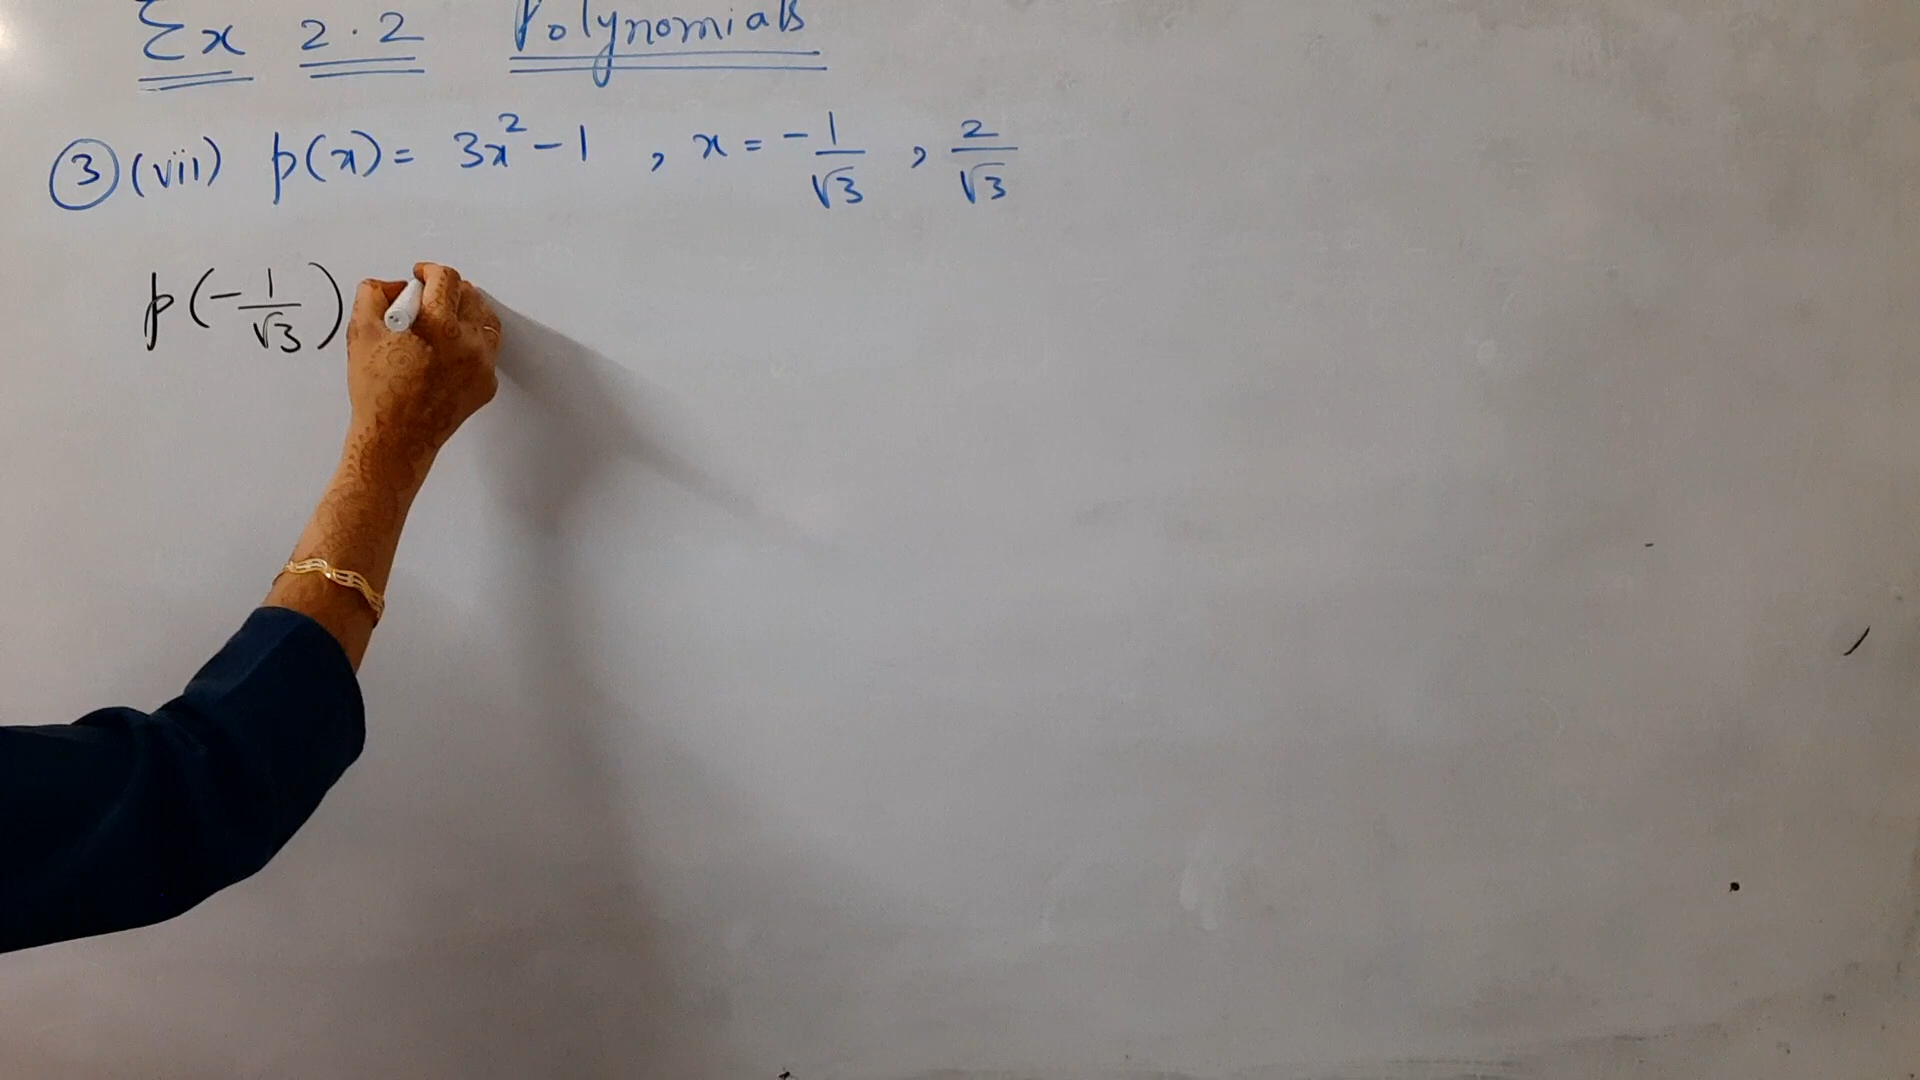 Ex 2.2 Polynomials
③ (vii) p(x) = 3x² - 1 , x = -1/√3 , 2/√3
p(-1/√3)